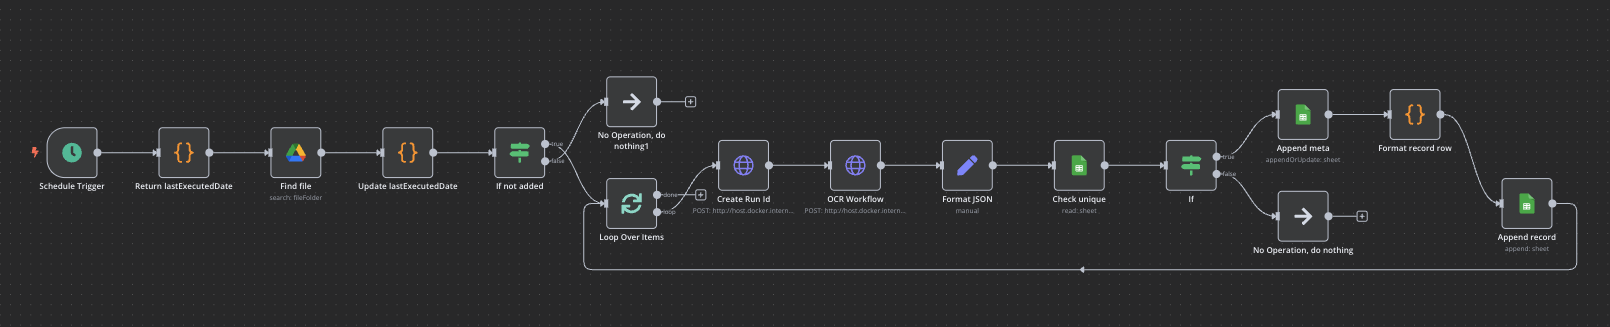 Schedule Trigger
Return lastExecutedDate
Find file
search: fileFolder
Update lastExecutedDate
If not added
true
false
No Operation, do
nothing1
Loop Over Items
done
loop
Create Run Id
POST: http://host.docker.intern...
OCR Workflow
POST: http://host.docker.intern...
Format JSON
manual
Check unique
read: sheet
If
true
false
Append meta
appendOrUpdate: sheet
Format record row
No Operation, do nothing
Append record
append: sheet